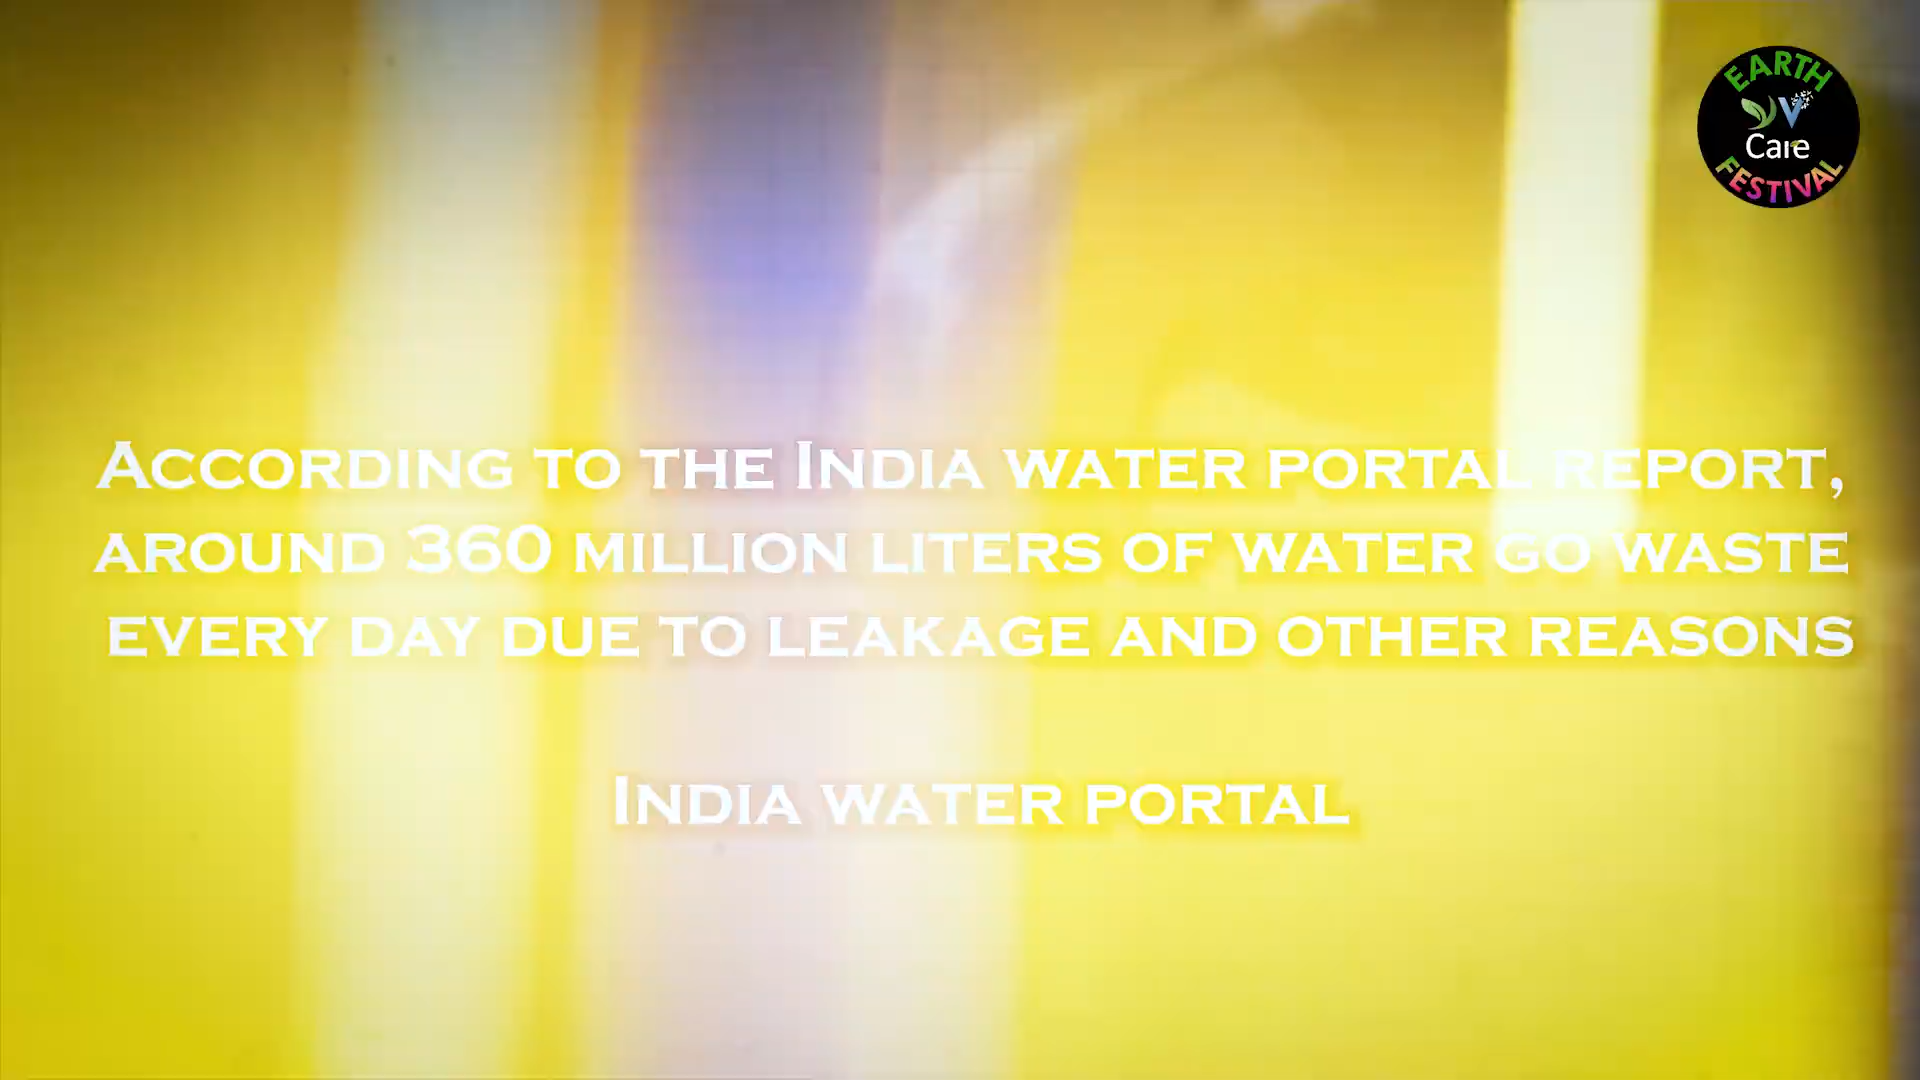 EARTH
V
Care
FESTIVAL
According to the India water portal report,
around 360 million liters of water go waste
every day due to leakage and other reasons
India water portal